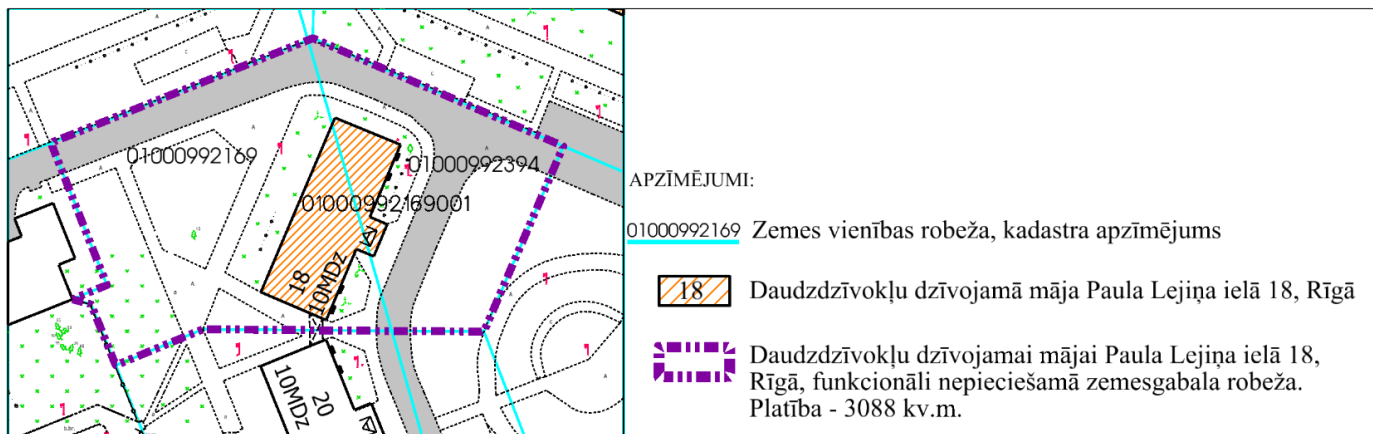 01000992169
01000992394
01000992169001
18
10MDz
20
10MDz
APZĪMĒJUMI:
01000992169 Zemes vienības robeža, kadastra apzīmējums
18 Daudzdzīvokļu dzīvojamā māja Paula Lejiņa ielā 18, Rīgā
Daudzdzīvokļu dzīvojamai mājai Paula Lejiņa ielā 18,
Rīgā, funkcionāli nepieciešamā zemesgabala robeža.
Platība - 3088 kv.m.